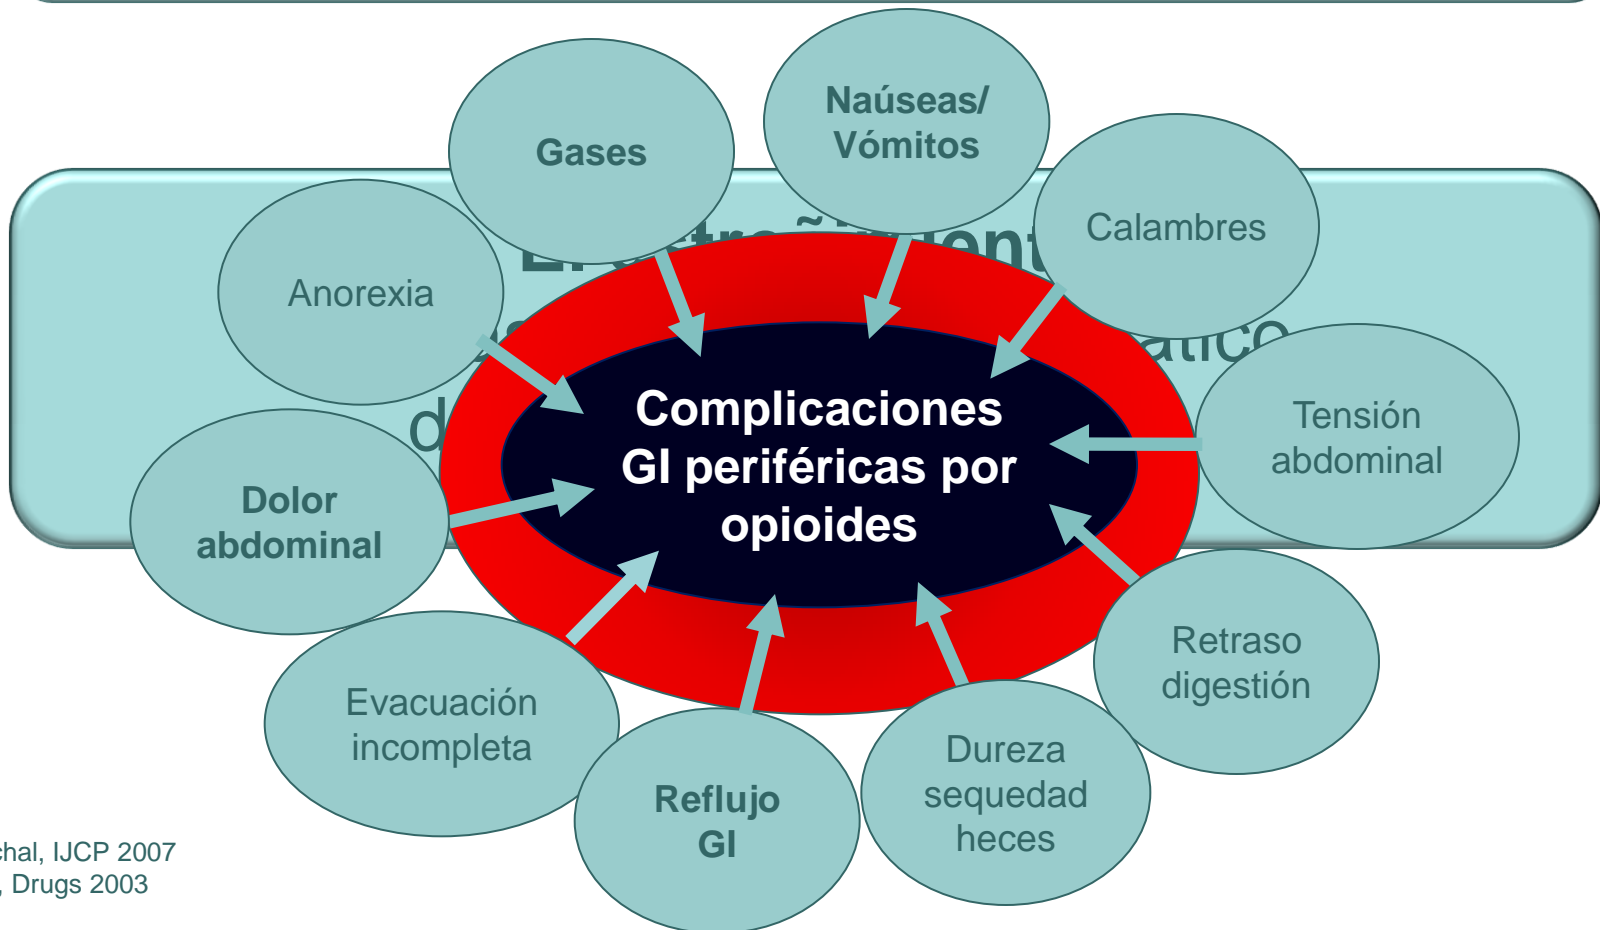 Naúseas/
Vómitos
Gases
Calambres
Anorexia
Tensión
abdominal
Complicaciones
GI periféricas por
opioides
Dolor
abdominal
Retraso
digestión
Evacuación
incompleta
Dureza
sequedad
heces
Reflujo
GI
IJCP 2007
, Drugs 2003